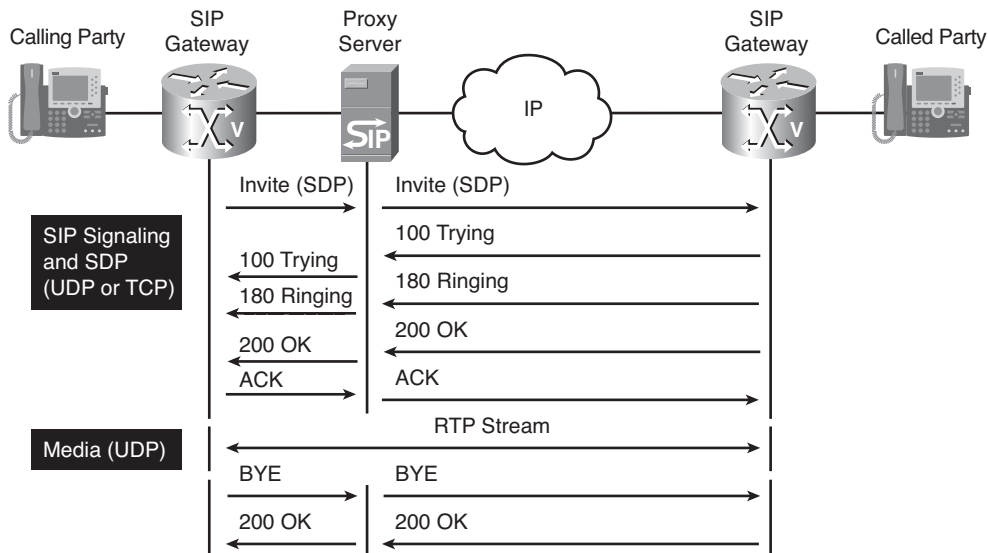 Calling Party
SIP
Gateway
Proxy
Server
SIP
Gateway
Called Party
V
SIP
IP
V
Invite (SDP)
Invite (SDP)
SIP Signaling
and SDP
(UDP or TCP)
100 Trying
100 Trying
180 Ringing
180 Ringing
200 OK
200 OK
ACK
ACK
Media (UDP)
RTP Stream
BYE
BYE
200 OK
200 OK